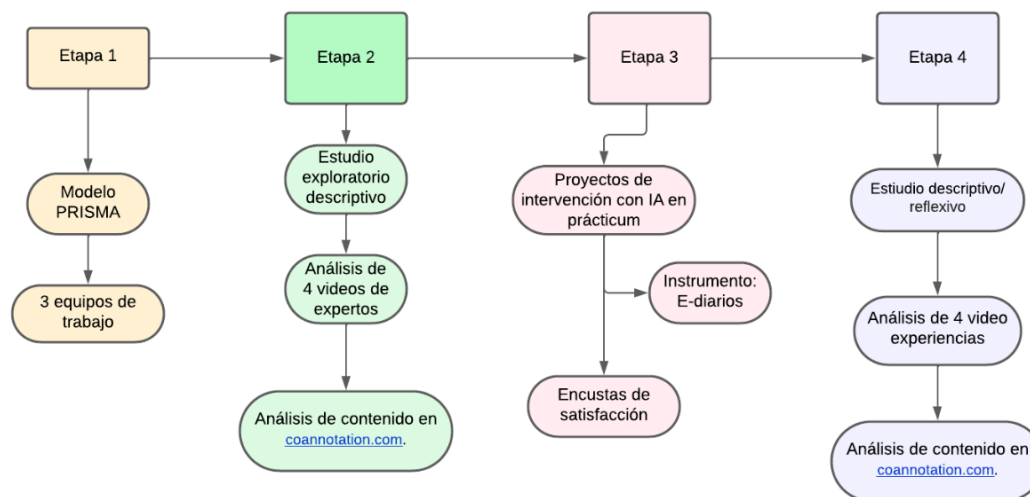 Etapa 1
Etapa 2
Etapa 3
Etapa 4
Modelo
PRISMA
3 equipos de
trabajo
Estudio
exploratorio
descriptivo
Análisis de
4 videos de
expertos
Análisis de contenido en
coannotation.com.
Proyectos de
intervención con IA en
prácticum
Instrumento:
E-diarios
Encustas de
satisfacción
Estiudio descriptivo/
reflexivo
Análisis de 4 video
experiencias
Análisis de contenido en
coannotation.com.